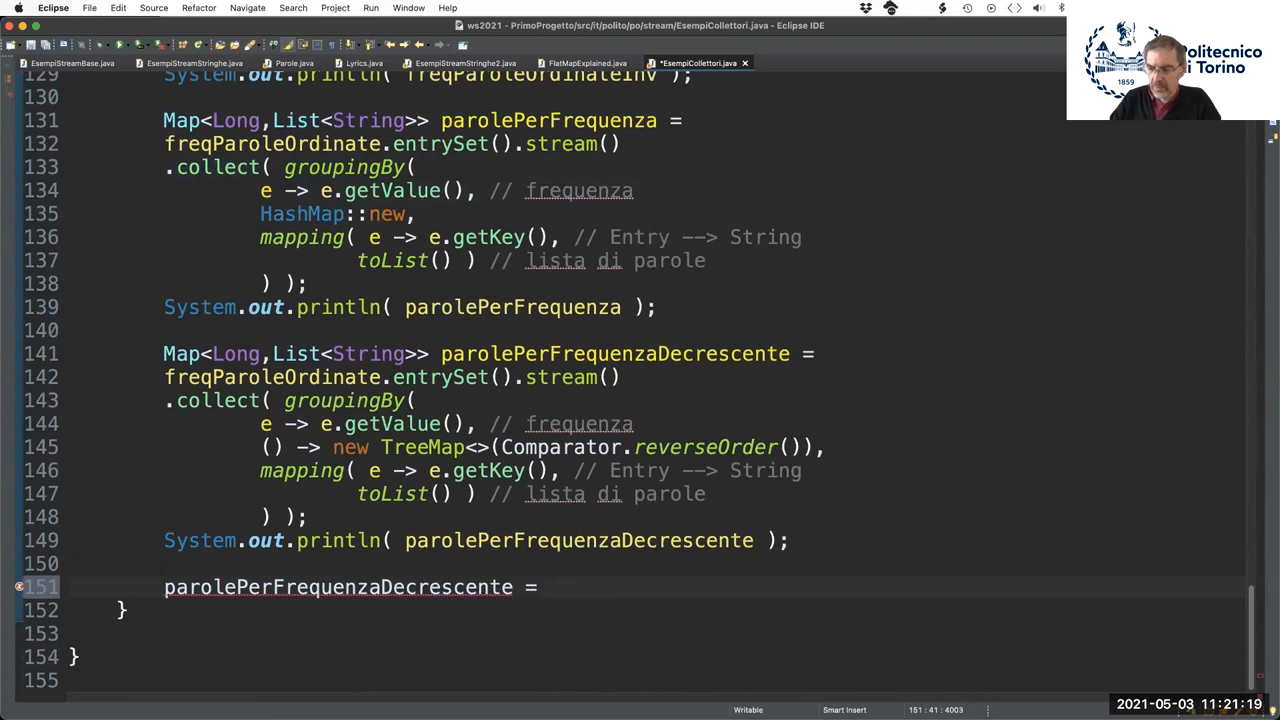 Eclipse File Edit Source Refactor Navigate Search Project Run Window Help
ws2021 - PrimoProgetto/src/it/polito/po/stream/EsempiCollettori.java - Eclipse IDE
EsempiStreamBase.java EsempiStreamStringhe.java Parole.java Lyrics.java EsempiStreamStringhe2.java FlatMapExplained.java *EsempiCollettori.java
Politecnico
di Torino
1859
129 System.out.println( freqParoleOrdinateInv );
130
131 Map<Long,List<String>> parolePerFrequenza =
132 freqParoleOrdinate.entrySet().stream()
133 .collect( groupingBy(
134 e -> e.getValue(), // frequenza
135 HashMap::new,
136 mapping( e -> e.getKey(), // Entry --> String
137 toList() ) // lista di parole
138 ) );
139 System.out.println( parolePerFrequenza );
140
141 Map<Long,List<String>> parolePerFrequenzaDecrescente =
142 freqParoleOrdinate.entrySet().stream()
143 .collect( groupingBy(
144 e -> e.getValue(), // frequenza
145 () -> new TreeMap<>(Comparator.reverseOrder()),
146 mapping( e -> e.getKey(), // Entry --> String
147 toList() ) // lista di parole
148 ) );
149 System.out.println( parolePerFrequenzaDecrescente );
150
151 parolePerFrequenzaDecrescente =
152 }
153
154 }
155
Writable Smart Insert 151 : 41 : 4003
2021-05-03 11:21:19